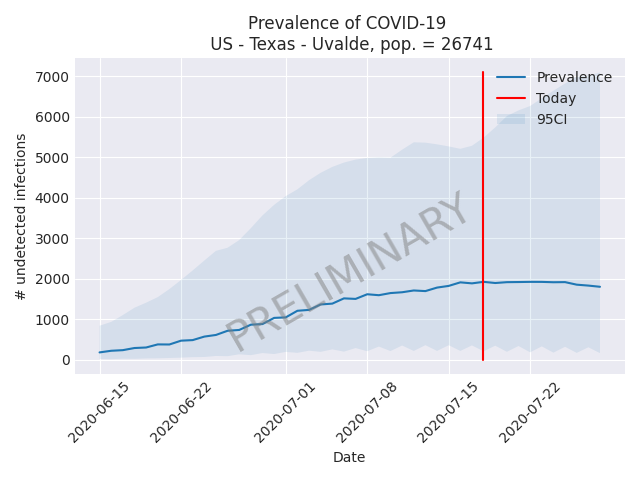 Prevalence of COVID-19
US - Texas - Uvalde, pop. = 26741
# undetected infections
7000
6000
5000
4000
3000
2000
1000
0
Prevalence
Today
95CI
PRELIMINARY
2020-06-15
2020-06-22
2020-07-01
2020-07-08
2020-07-15
2020-07-22
Date